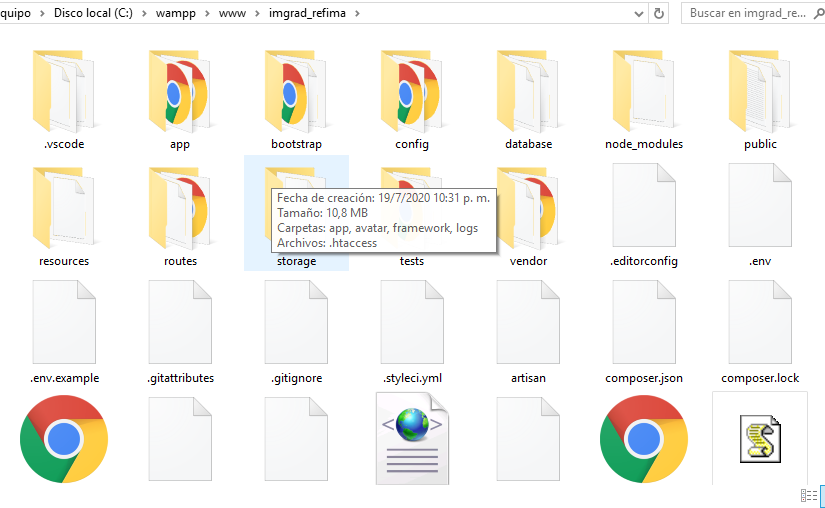 quipo > Disco local (C:) > wampp > www > imgrad_refima >
Buscar en imgrad_re...
.vscode
app
bootstrap
config
database
node_modules
public
resources
routes
storage
tests
vendor
.editorconfig
.env
Fecha de creación: 19/7/2020 10:31 p. m.
Tamaño: 10,8 MB
Carpetas: app, avatar, framework, logs
Archivos: .htaccess
.env.example
.gitattributes
.gitignore
.styleci.yml
artisan
composer.json
composer.lock